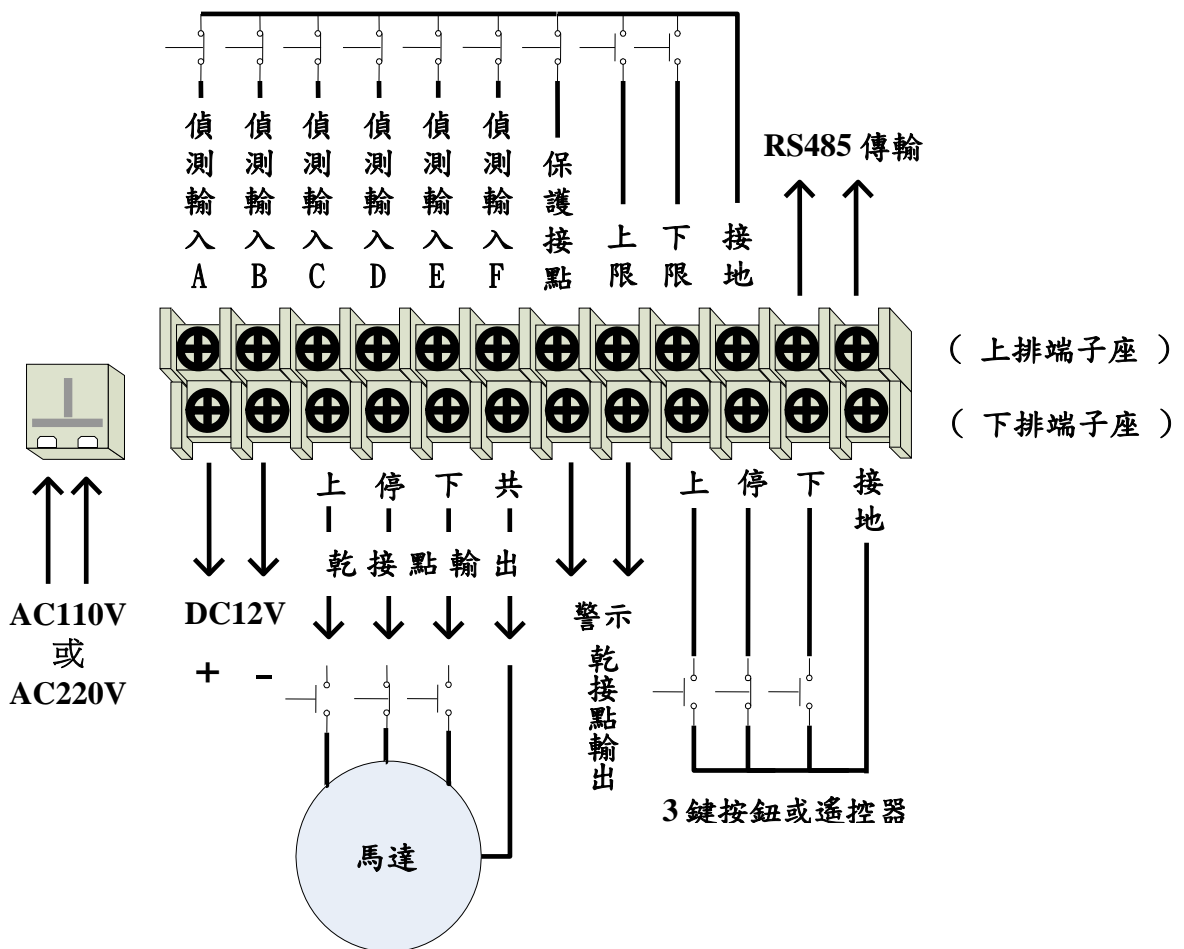 偵測輸入A
偵測輸入B
偵測輸入C
偵測輸入D
偵測輸入E
偵測輸入F
保護接點
上限
下限
接地
RS485 傳輸
( 上排端子座 )
( 下排端子座 )
上 停 下 共
乾接點輸出
上 停 下 接地
AC110V
或
AC220V
DC12V
+ -
警示
乾接點輸出
馬達
3 鍵按鈕或遙控器